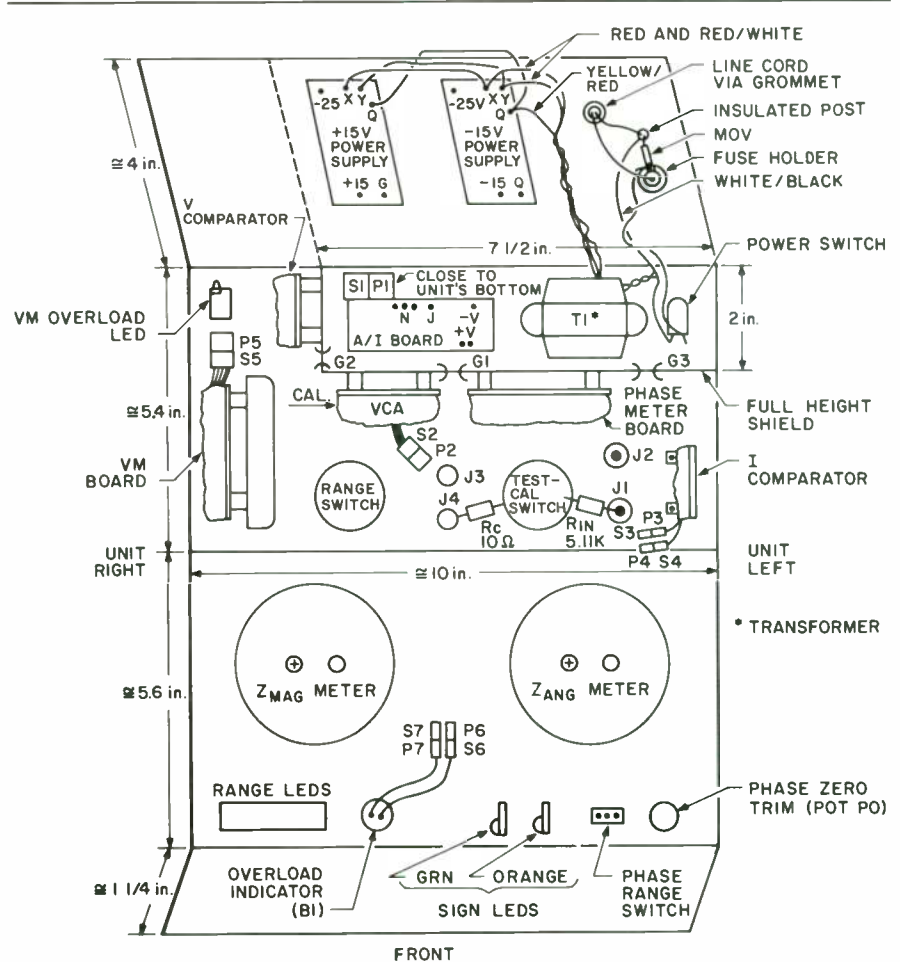 RED AND RED/WHITE
YELLOW/
RED
LINE CORD
VIA GROMMET
INSULATED POST
MOV
FUSE HOLDER
WHITE/BLACK
-25 X Y
Q
+15V
POWER
SUPPLY
+15 G
-25V X Y
Q
-15V
POWER
SUPPLY
-15 Q
≅4 in.
V
COMPARATOR
7 1/2 in.
POWER SWITCH
S1 P1
CLOSE TO
UNIT'S BOTTOM
N J -V
+V
A/I BOARD
T1*
2 in.
VM OVERLOAD
LED
P5
S5
G2
G1
G3
≅5.4 in.
CAL.
VCA
PHASE
METER
BOARD
FULL HEIGHT
SHIELD
VM
BOARD
S2
P2
J2
I
COMPARATOR
RANGE
SWITCH
J3
J4
TEST-
CAL
SWITCH
J1
RC
10Ω
RIN
5.11K
S3 P3
P4 S4
UNIT
RIGHT
≅10 in.
UNIT
LEFT
* TRANSFORMER
≅5.6 in.
ZMAG METER
ZANG METER
S7 P6
P7 S6
RANGE LEDS
PHASE ZERO
TRIM (POT PO)
≅1 1/4 in.
OVERLOAD
INDICATOR
(B1)
GRN ORANGE
SIGN LEDS
PHASE
RANGE
SWITCH
FRONT